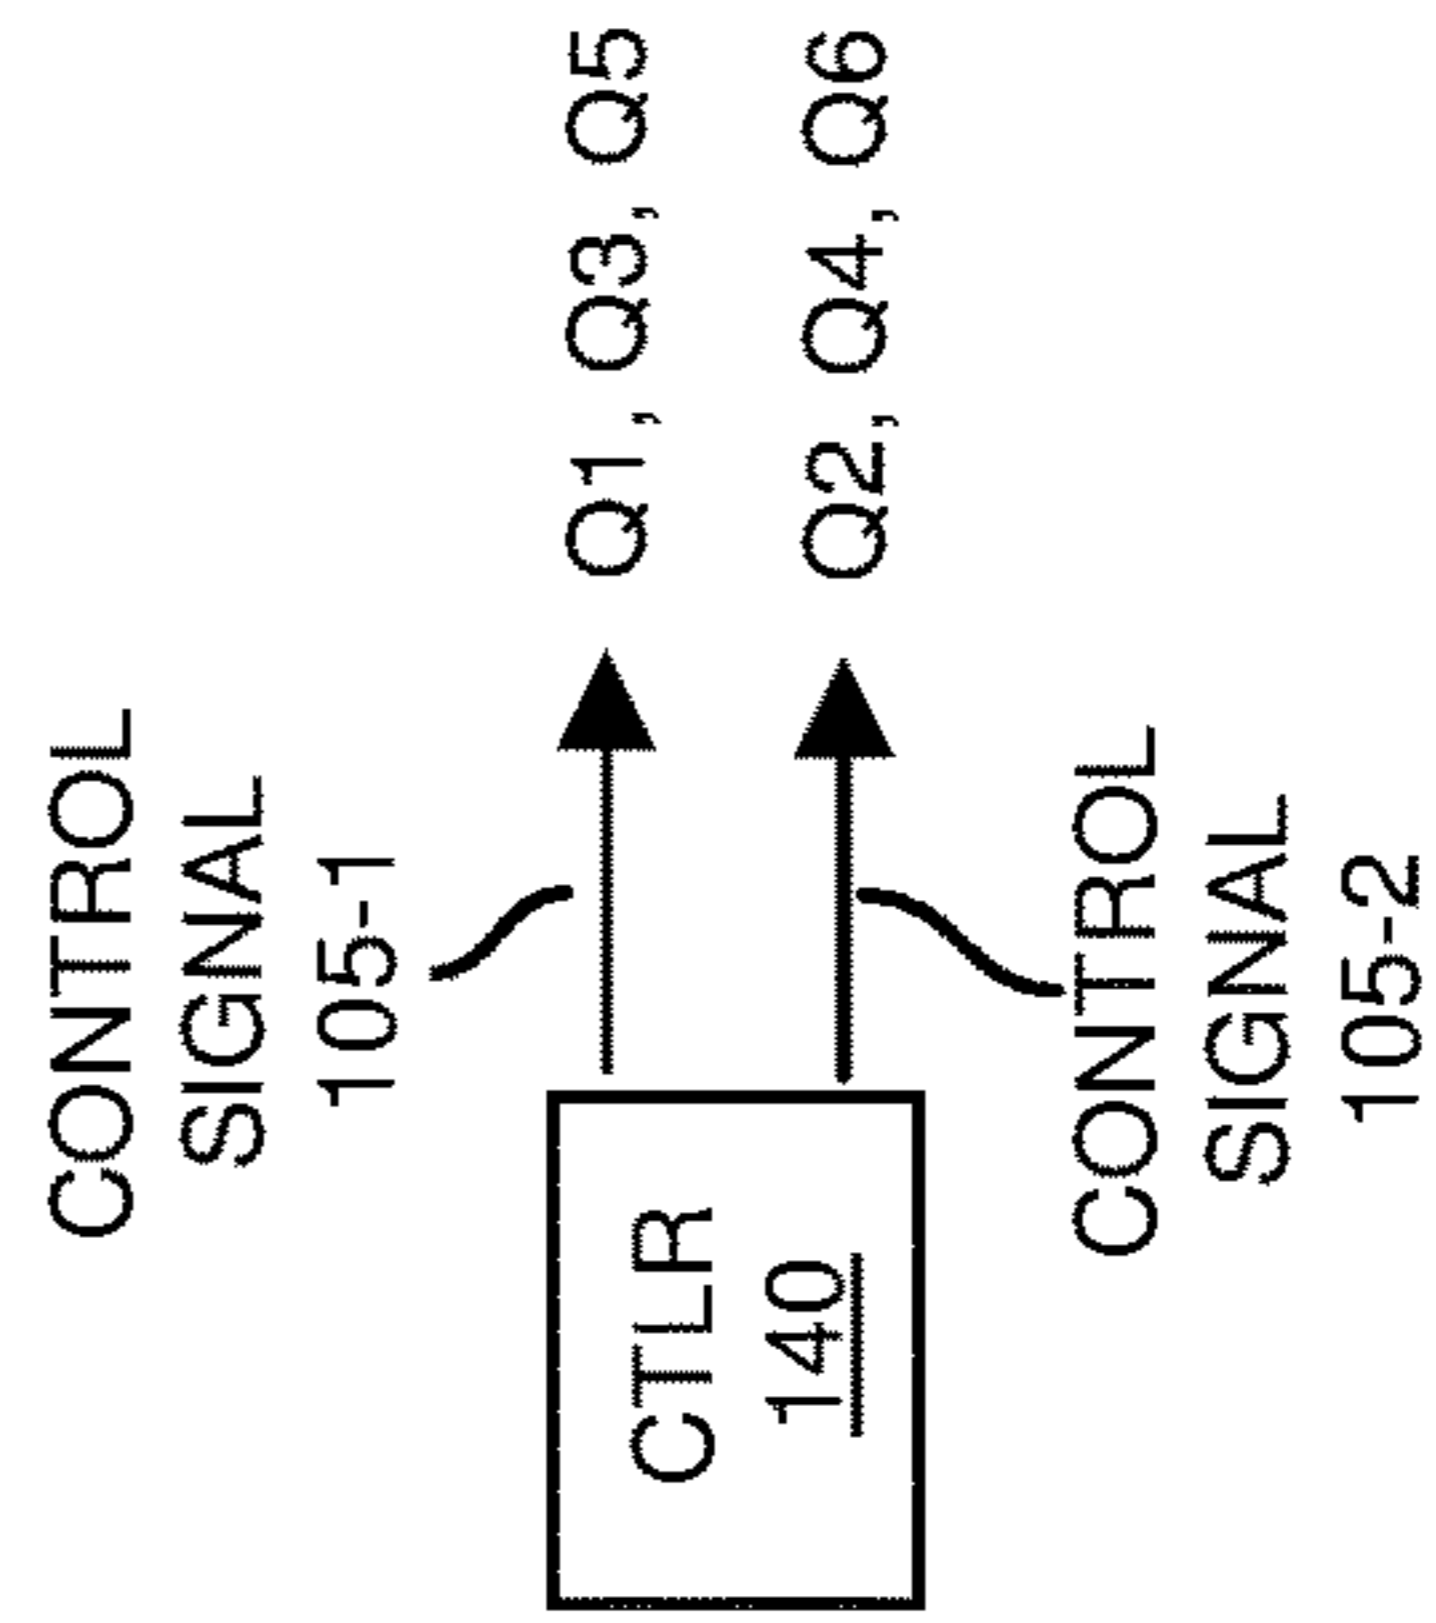 CONTROL
SIGNAL
105-1
Q1, Q3, Q5
Q2, Q4, Q6
CTLR
140
CONTROL
SIGNAL
105-2